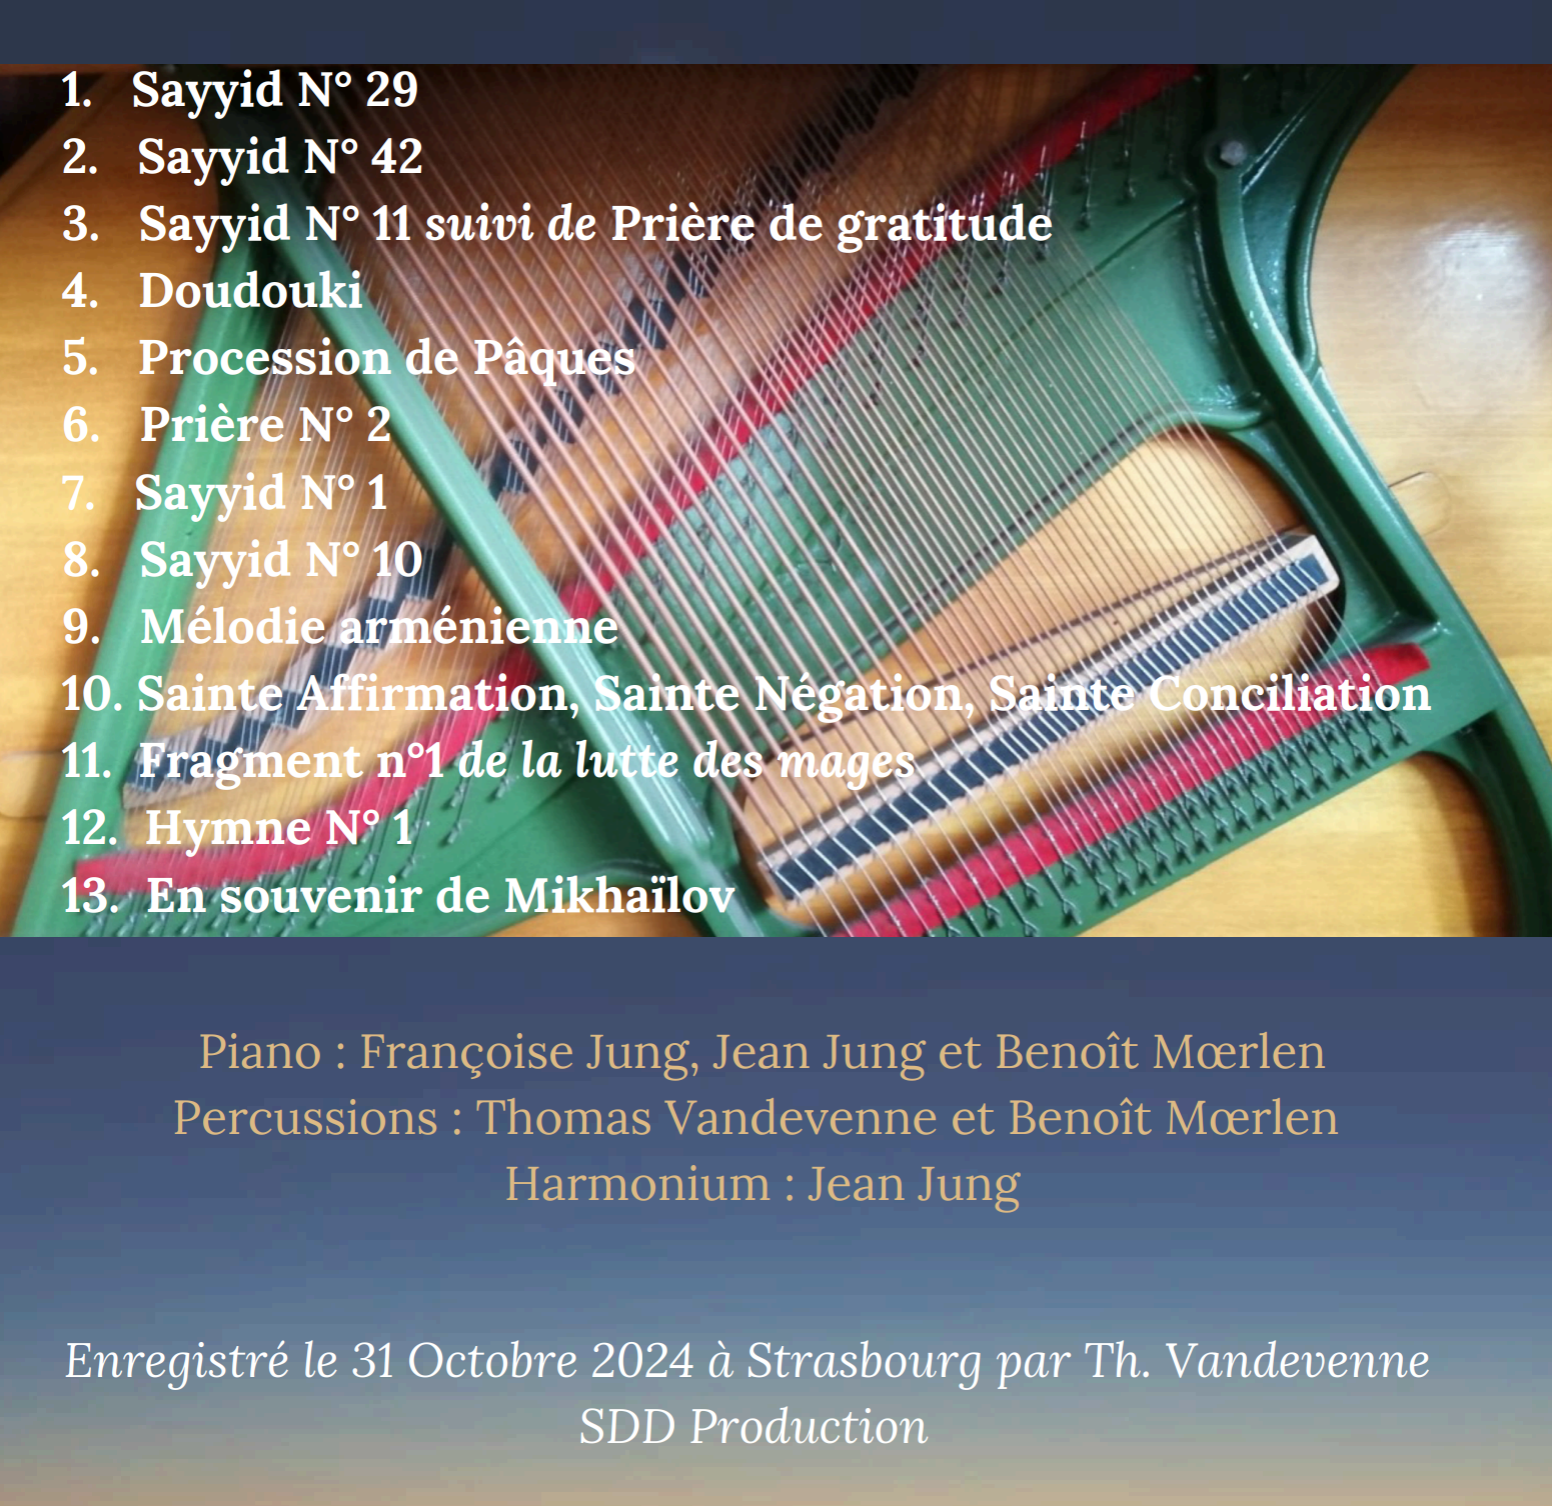 1. Sayyid N° 29
2. Sayyid N° 42
3. Sayyid N° 11 suivi de Prière de gratitude
4. Doudouki
5. Procession de Pâques
6. Prière N° 2
7. Sayyid N° 1
8. Sayyid N° 10
9. Mélodie arménienne
10. Sainte Affirmation, Sainte Négation, Sainte Conciliation
11. Fragment n°1 de la lutte des mages
12. Hymne N° 1
13. En souvenir de Mikhaïlov
Piano : Françoise Jung, Jean Jung et Benoît Mœrlen
Percussions : Thomas Vandevenne et Benoît Mœrlen
Harmonium : Jean Jung
Enregistré le 31 Octobre 2024 à Strasbourg par Th. Vandevenne
SDD Production